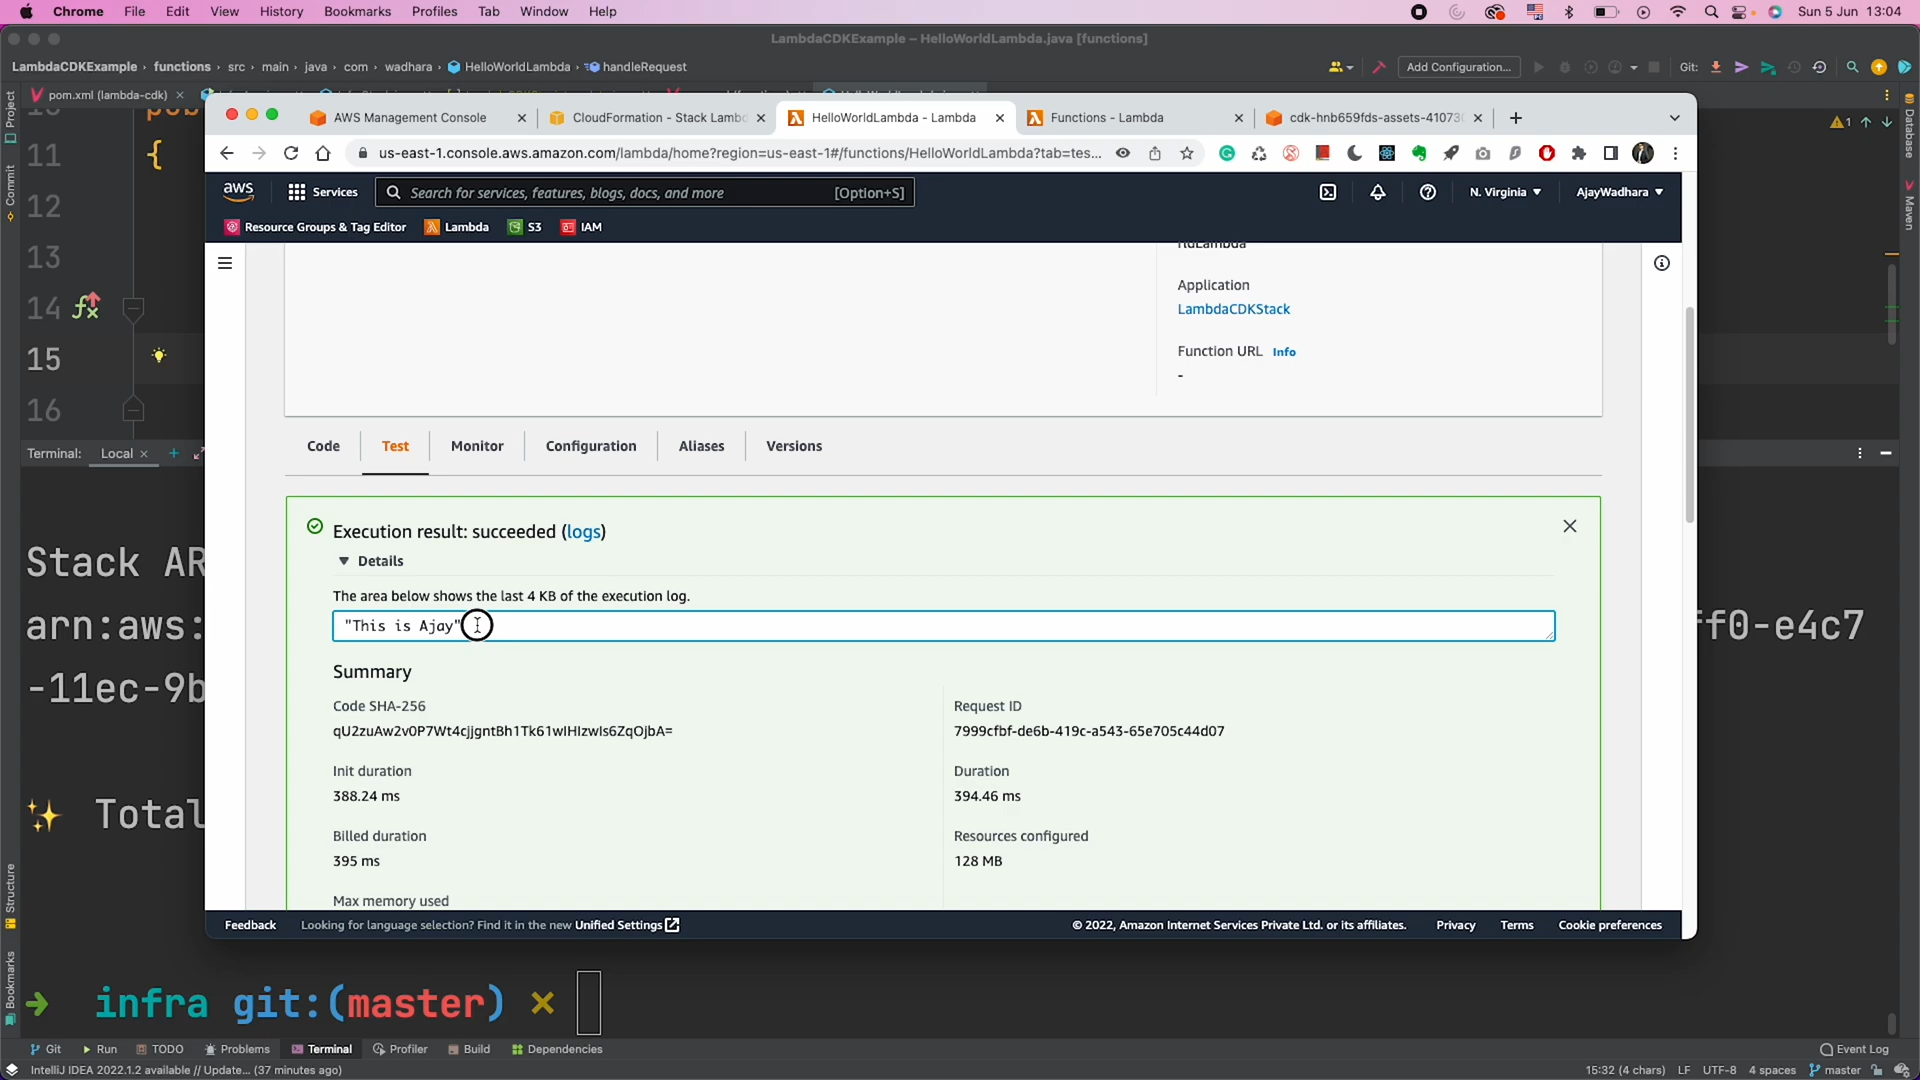 Chrome File Edit View History Bookmarks Profiles Tab Window Help Sun 5 Jun 13:04
LambdaCDKExample – HelloWorldLambda.java [functions]
LambdaCDKExample functions src main java com wadhara HelloWorldLambda handleRequest Add Configuration... Git:
pom.xml (lambda-cdk)
AWS Management Console
HelloWorldLambda - Lambda
Functions - Lambda
us-east-1.console.aws.amazon.com/lambda/home?region=us-east-1#/functions/HelloWorldLambda?tab=tes...
aws Services Search for services, features, blogs, docs, and more [Option+S] N. Virginia AjayWadhara
Resource Groups & Tag Editor Lambda S3 IAM
Application
LambdaCDKStack
Function URL Info
-
Code Test Monitor Configuration Aliases Versions
Execution result: succeeded (logs)
Details
The area below shows the last 4 KB of the execution log.
"This is Ajay"
Summary
Code SHA-256
Request ID
7999cfbf-de6b-419c-a543-65e705c44d07
Init duration
388.24 ms
Duration
394.46 ms
Billed duration
395 ms
Resources configured
128 MB
Max memory used
Feedback Looking for language selection? Find it in the new Unified Settings © 2022, Amazon Internet Services Private Ltd. or its affiliates. Privacy Terms Cookie preferences
11 {
12
13
14
15
16
Terminal: Local
Stack AR
arn:aws: ff0-e4c7
-11ec-9b
Total
infra git:(master) ✗
Project
Commit
Structure
Bookmarks
Database
Maven
1
Git Run TODO Problems Terminal Profiler Build Dependencies Event Log
IntelliJ IDEA 2022.1.2 available // Update... (37 minutes ago) 15:32 (4 chars) LF UTF-8 4 spaces master